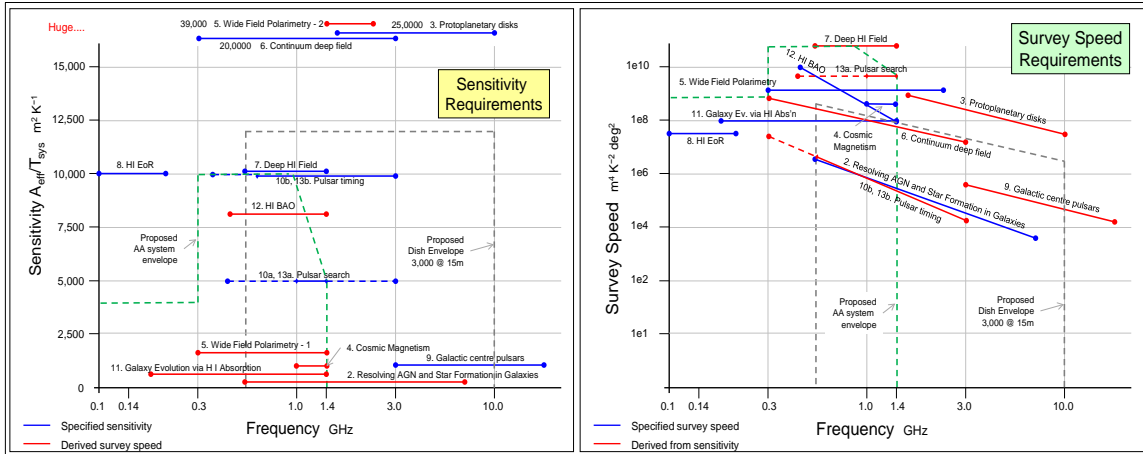 Huge....
39,000 5. Wide Field Polarimetry - 2
25,0000 3. Protoplanetary disks
20,0000 6. Continuum deep field
15,000
12,500
10,000
7,500
5,000
2,500
0
Sensitivity Aeff/Tsys m² K⁻¹
Sensitivity
Requirements
8. HI EoR
7. Deep HI Field
10b, 13b. Pulsar timing
12. HI BAO
Proposed
AA system
envelope
Proposed
Dish Envelope
3,000 @ 15m
10a, 13a. Pulsar search
5. Wide Field Polarimetry - 1
4. Cosmic Magnetism
11. Galaxy Evolution via H I Absorption
9. Galactic centre pulsars
2. Resolving AGN and Star Formation in Galaxies
0.1 0.14 0.3 1.0 1.4 3.0 10.0
Frequency GHz
Specified sensitivity
Derived survey speed
Survey Speed
Requirements
7. Deep HI Field
12. HI BAO
13a. Pulsar search
5. Wide Field Polarimetry
3. Protoplanetary disks
11. Galaxy Ev. via HI Abs'n
4. Cosmic
Magnetism
6. Continuum deep field
8. HI EoR
2. Resolving AGN and Star Formation in Galaxies
10b, 13b. Pulsar timing
9. Galactic centre pulsars
Proposed
AA system
envelope
Proposed
Dish Envelope
3,000 @ 15m
1e10
1e8
1e6
1e4
1e2
1e1
Survey Speed m⁴ K⁻² deg²
0.1 0.14 0.3 1.0 1.4 3.0 10.0
Frequency GHz
Specified survey speed
Derived from sensitivity